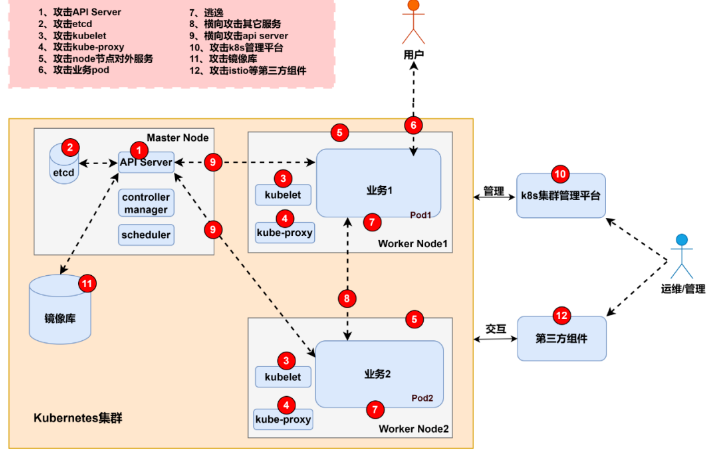 1、攻击API Server
2、攻击etcd
3、攻击kubelet
4、攻击kube-proxy
5、攻击node节点对外服务
6、攻击业务pod
7、逃逸
8、横向攻击其它服务
9、横向攻击api server
10、攻击k8s管理平台
11、攻击镜像库
12、攻击istio等第三方组件
用户
Master Node
2
etcd
1
API Server
9
controller
manager
scheduler
9
11
镜像库
5
6
业务1
3
kubelet
4
kube-proxy
7
Pod1
Worker Node1
8
5
业务2
3
kubelet
4
kube-proxy
7
Pod2
Worker Node2
Kubernetes集群
管理
10
k8s集群管理平台
运维/管理
交互
12
第三方组件